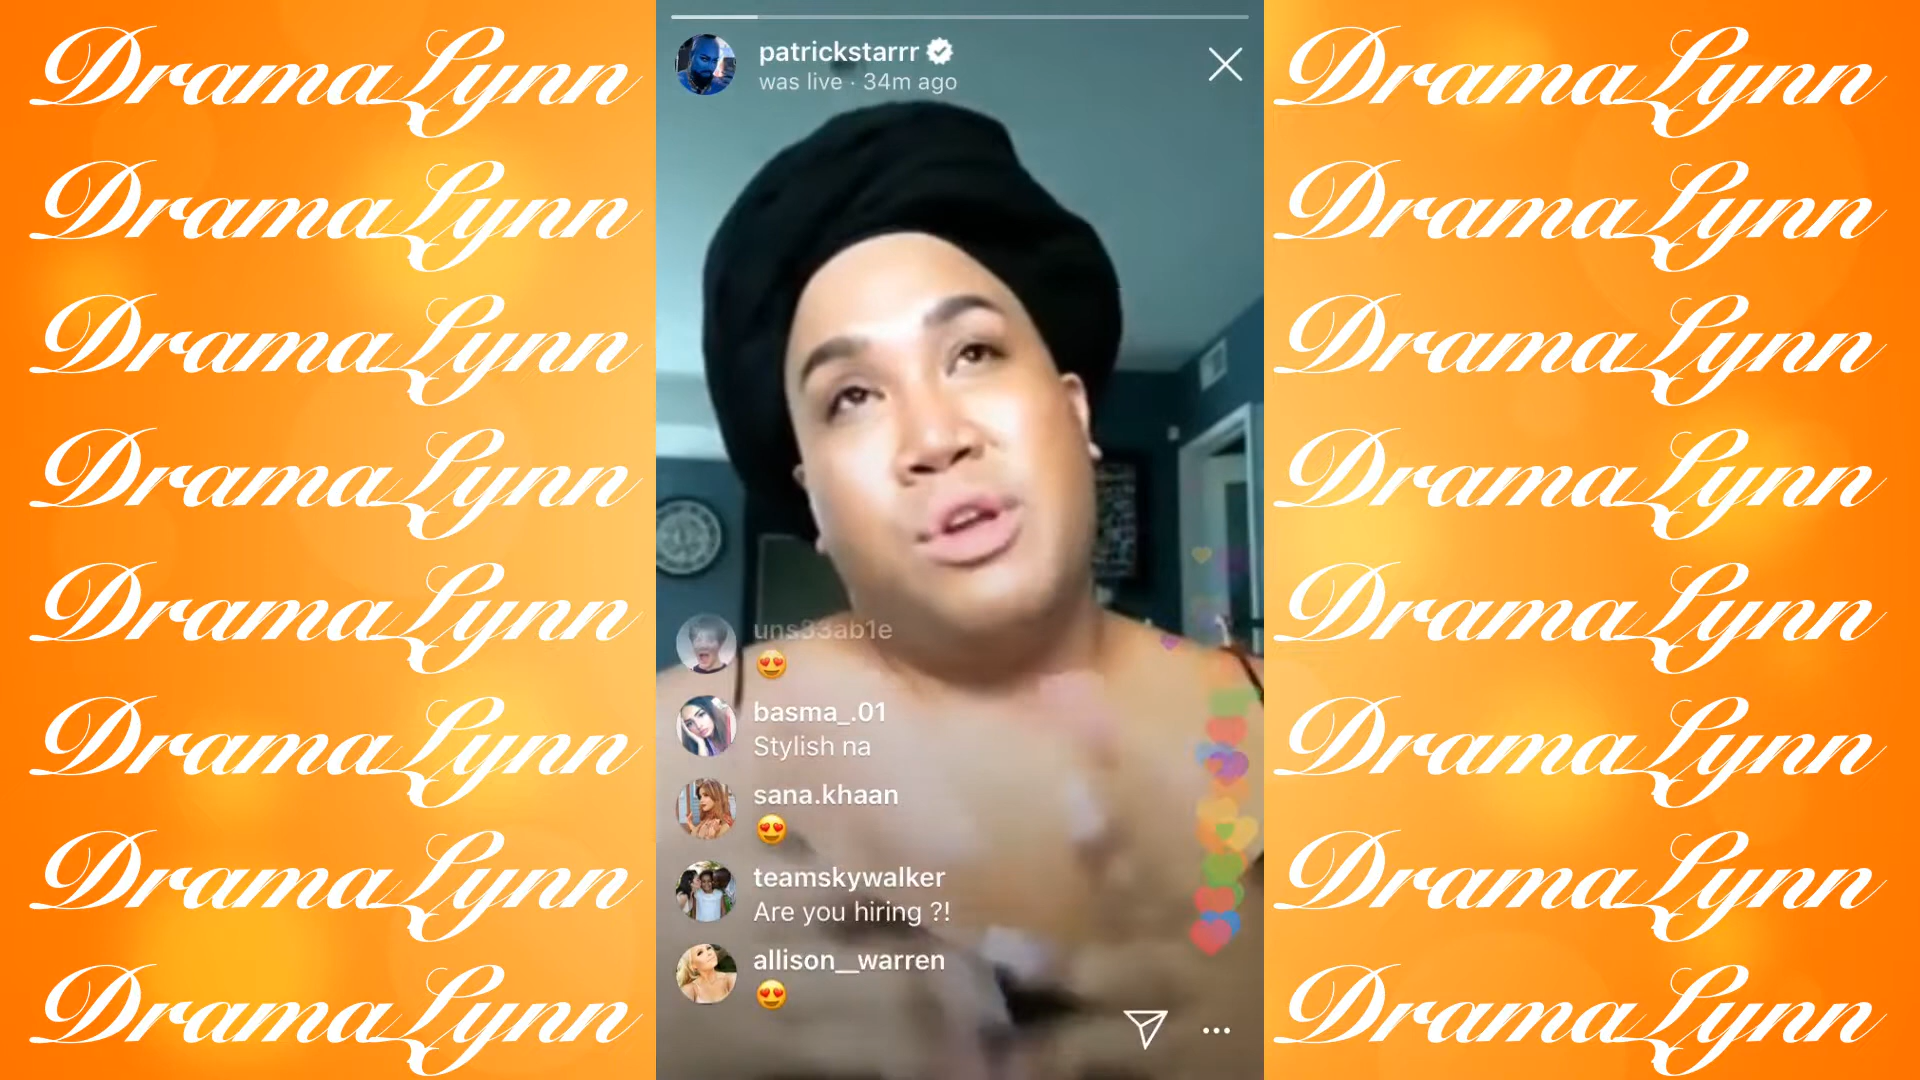 DramaLynn
DramaLynn
DramaLynn
DramaLynn
DramaLynn
DramaLynn
DramaLynn
DramaLynn
patrickstarrr
was live · 34m ago
uns33ab1e
😍
basma_.01
Stylish na
sana.khaan
😍
teamskywalker
Are you hiring ?!
allison__warren
😍
DramaLynn
DramaLynn
DramaLynn
DramaLynn
DramaLynn
DramaLynn
DramaLynn
DramaLynn